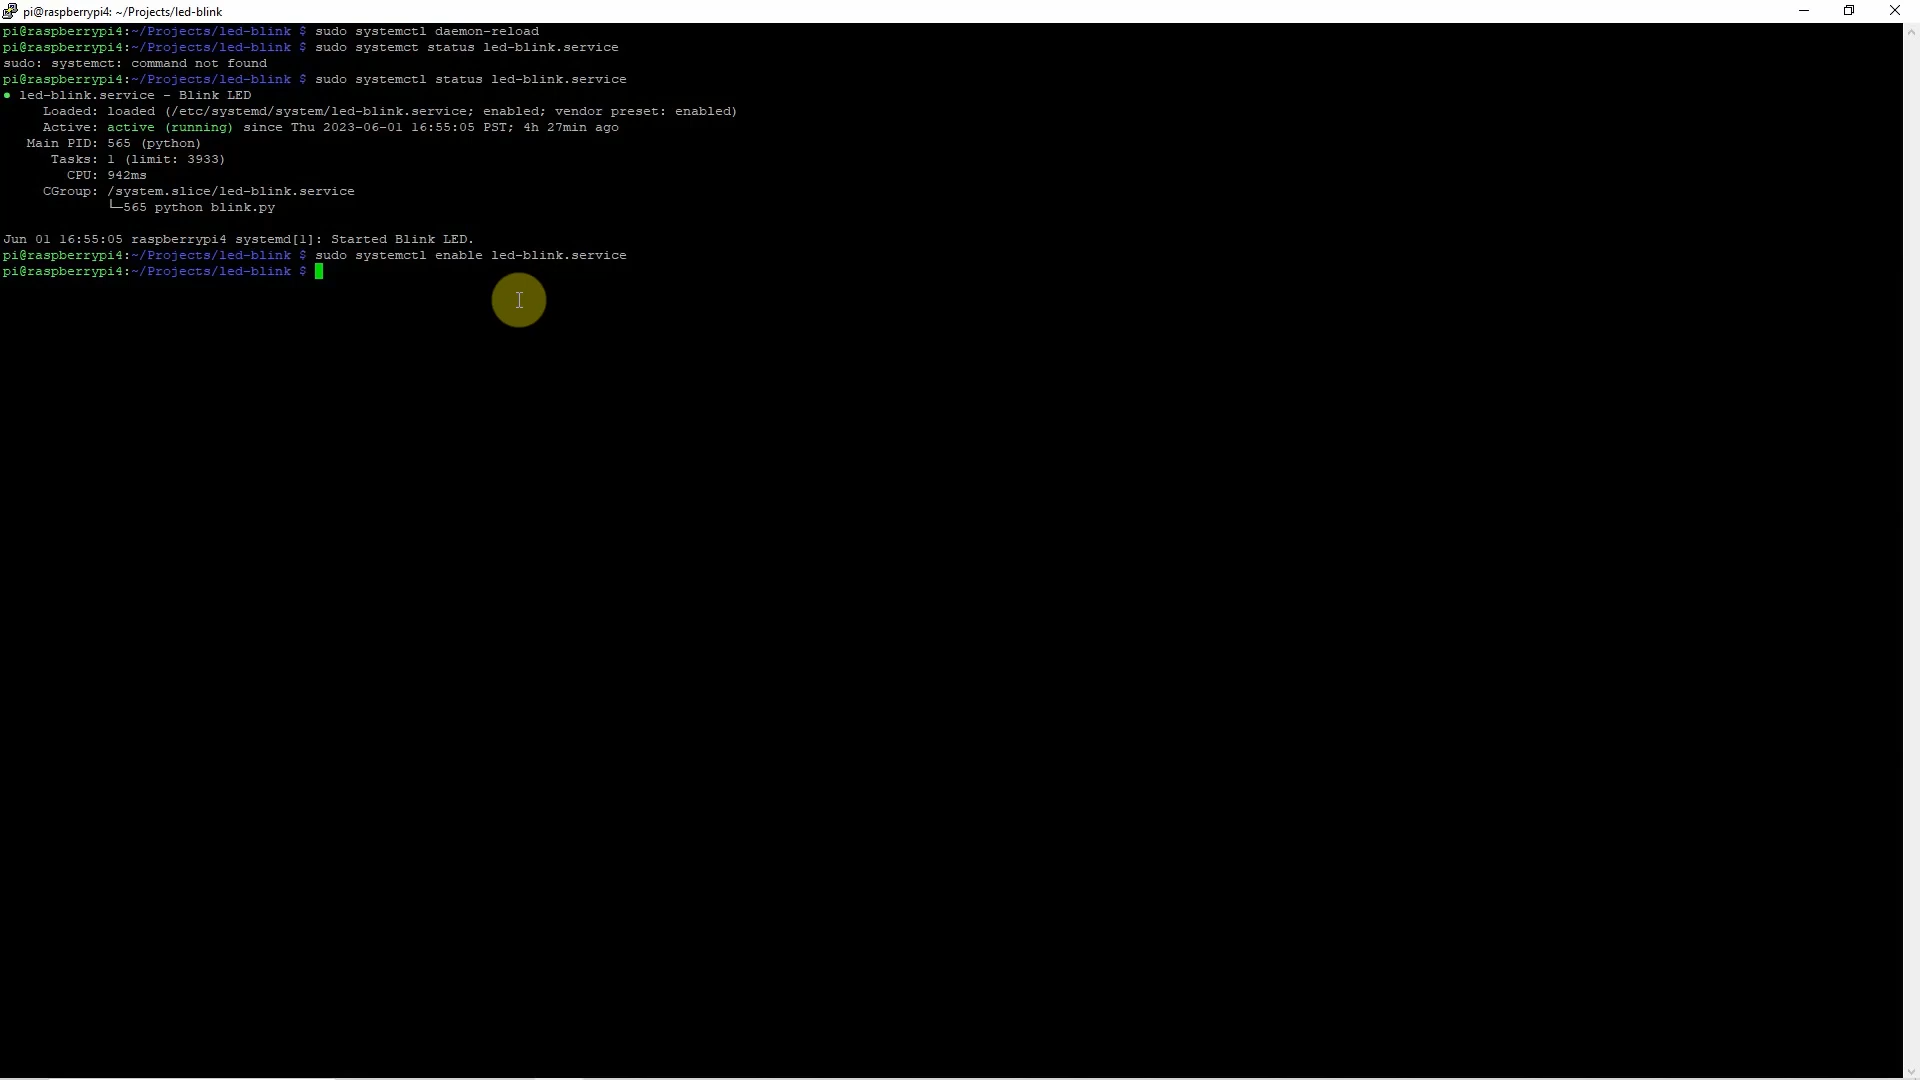 pi@raspberrypi4: ~/Projects/led-blink
pi@raspberrypi4:~/Projects/led-blink $ sudo systemctl daemon-reload
pi@raspberrypi4:~/Projects/led-blink $ sudo systemct status led-blink.service
sudo: systemct: command not found
pi@raspberrypi4:~/Projects/led-blink $ sudo systemctl status led-blink.service
● led-blink.service - Blink LED
Loaded: loaded (/etc/systemd/system/led-blink.service; enabled; vendor preset: enabled)
Active: active (running) since Thu 2023-06-01 16:55:05 PST; 4h 27min ago
Main PID: 565 (python)
Tasks: 1 (limit: 3933)
CPU: 942ms
CGroup: /system.slice/led-blink.service
└─565 python blink.py
Jun 01 16:55:05 raspberrypi4 systemd[1]: Started Blink LED.
pi@raspberrypi4:~/Projects/led-blink $ sudo systemctl enable led-blink.service
pi@raspberrypi4:~/Projects/led-blink $